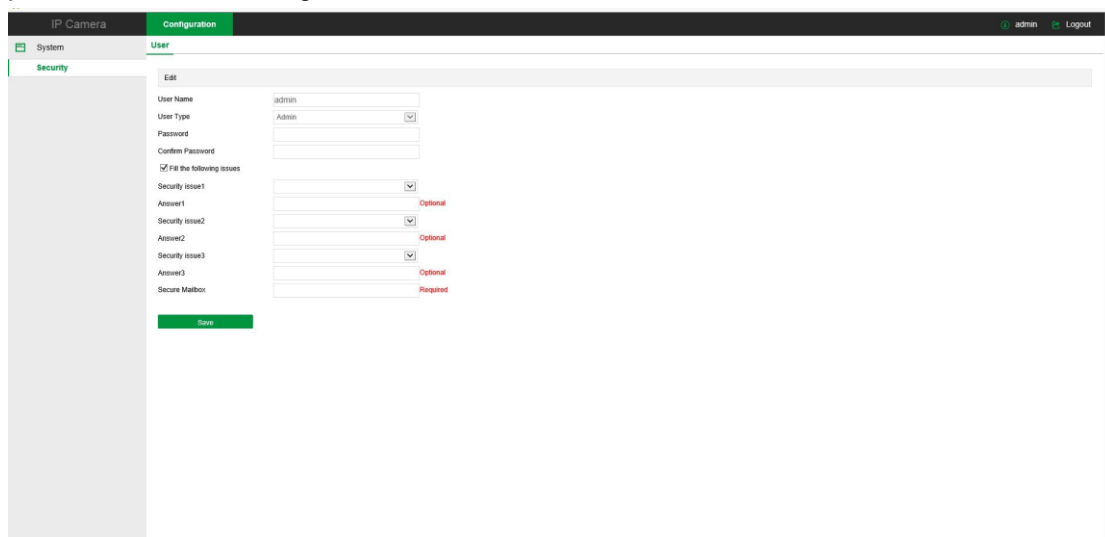 IP Camera Configuration admin Logout
System
User
Security
Edit
User Name admin
User Type Admin
Password
Confirm Password
Fill the following issues
Security issue1
Answer1 Optional
Security issue2
Answer2 Optional
Security issue3
Answer3 Optional
Secure Mailbox Required
Save